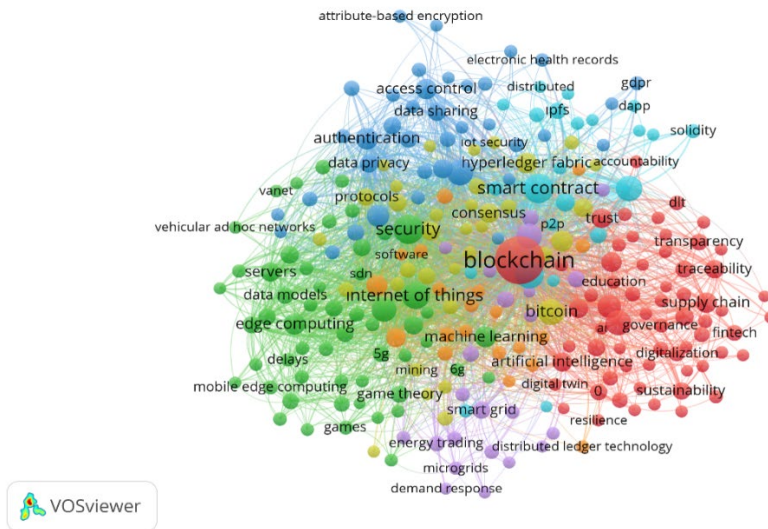 attribute-based encryption
electronic health records
access control
distributed
gdpr
data sharing
ipfs
dapp
authentication
iot security
solidity
data privacy
hyperledger fabric
accountability
vanet
protocols
smart contract
consensus
trust
dlt
vehicular ad hoc networks
security
p2p
transparency
software
blockchain
servers
sdn
education
traceability
data models
internet of things
bitcoin
supply chain
edge computing
machine learning
ai
governance
fintech
delays
5g
mining
6g
artificial intelligence
digitalization
mobile edge computing
game theory
digital twin
0
sustainability
games
smart grid
resilience
energy trading
distributed ledger technology
microgrids
demand response
VOSviewer